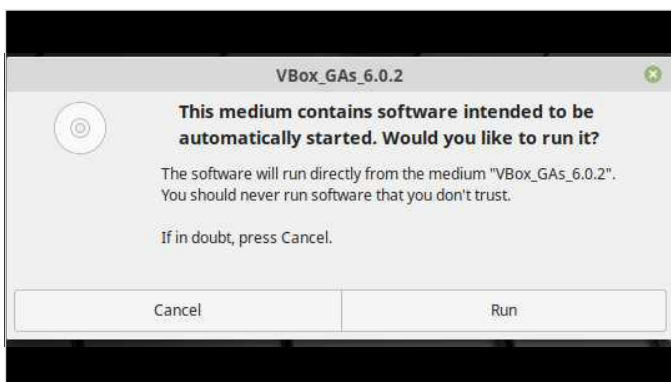 VBox_GAs_6.0.2
This medium contains software intended to be
automatically started. Would you like to run it?
The software will run directly from the medium "VBox_GAs_6.0.2".
You should never run software that you don't trust.
If in doubt, press Cancel.
Cancel
Run